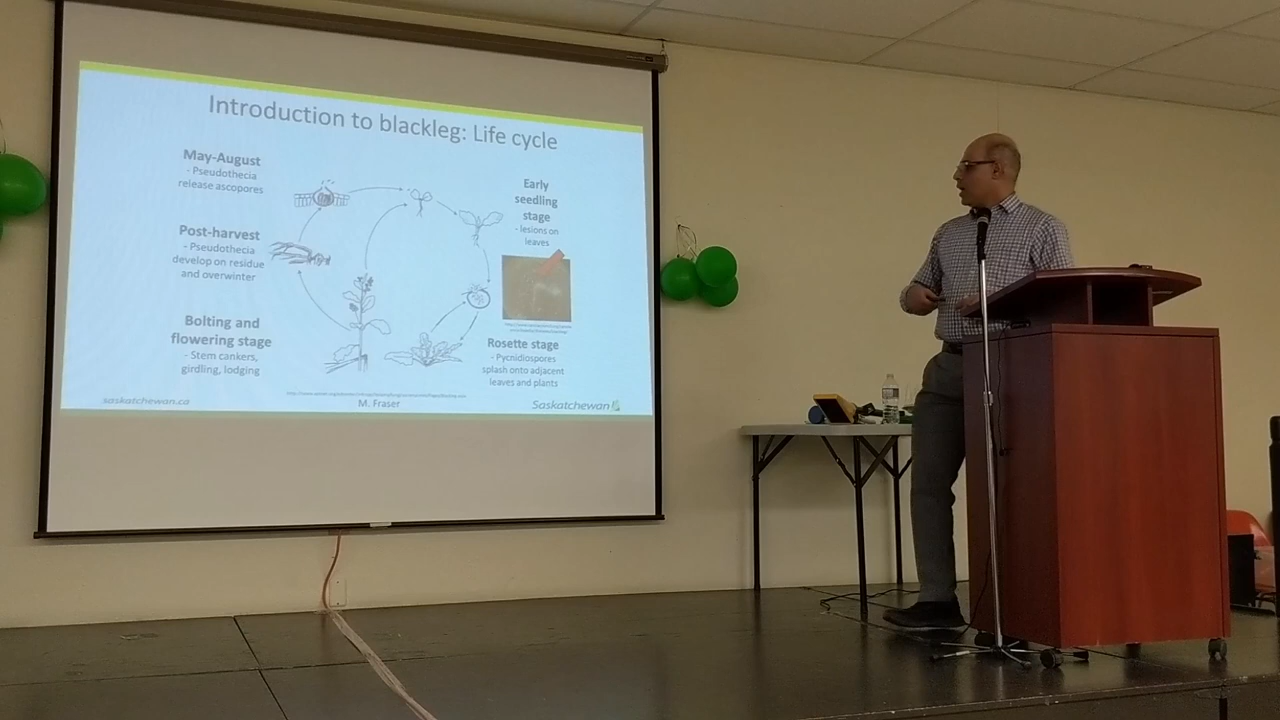 Introduction to blackleg: Life cycle
May-August
- Pseudothecia
release ascopores
Post-harvest
- Pseudothecia
develop on residue
and overwinter
Bolting and
flowering stage
- Stem cankers,
girdling, lodging
Early
seedling
stage
- lesions on
leaves
Rosette stage
- Pycnidiospores
splash onto adjacent
leaves and plants
M. Fraser
saskatchewan.ca
Saskatchewan